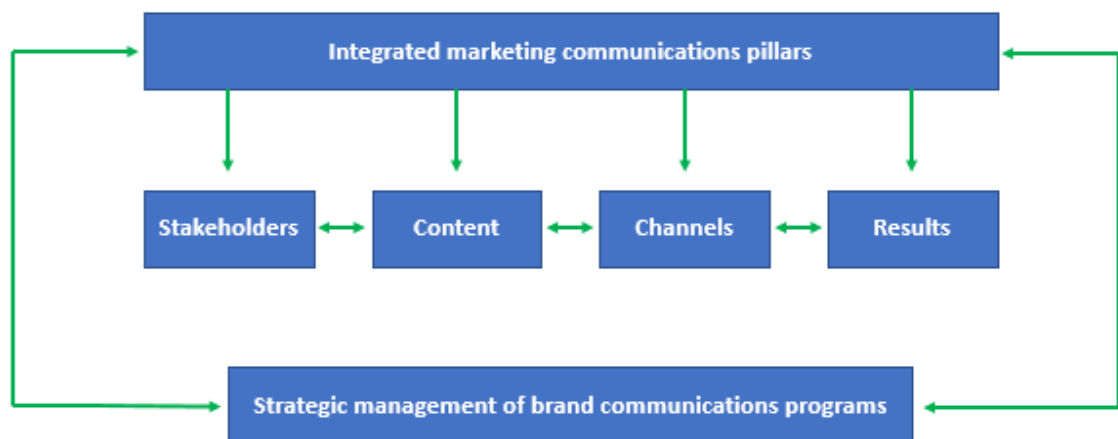 Integrated marketing communications pillars
Stakeholders
Content
Channels
Results
Strategic management of brand communications programs